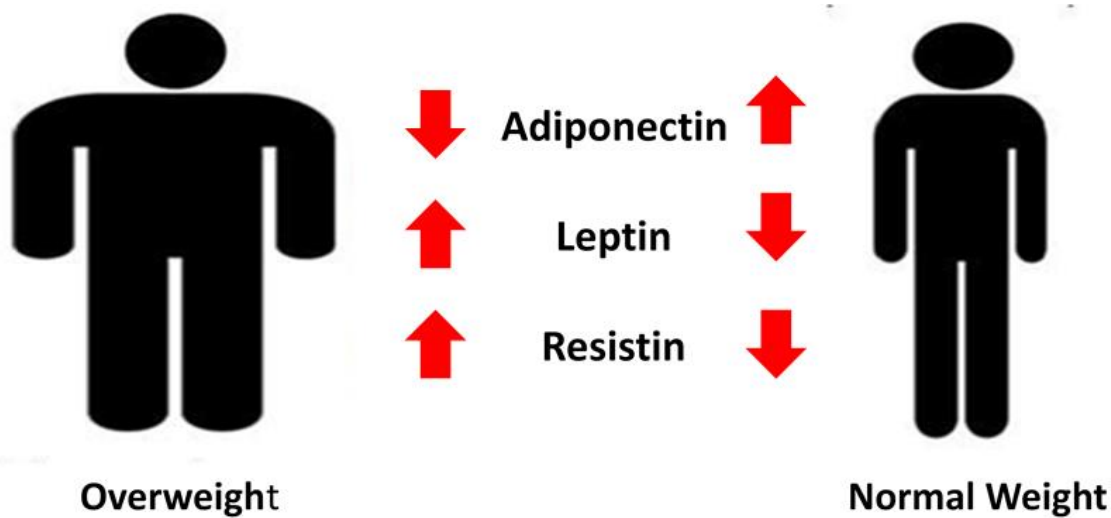 Adiponectin
Leptin
Resistin
Overweight
Normal Weight